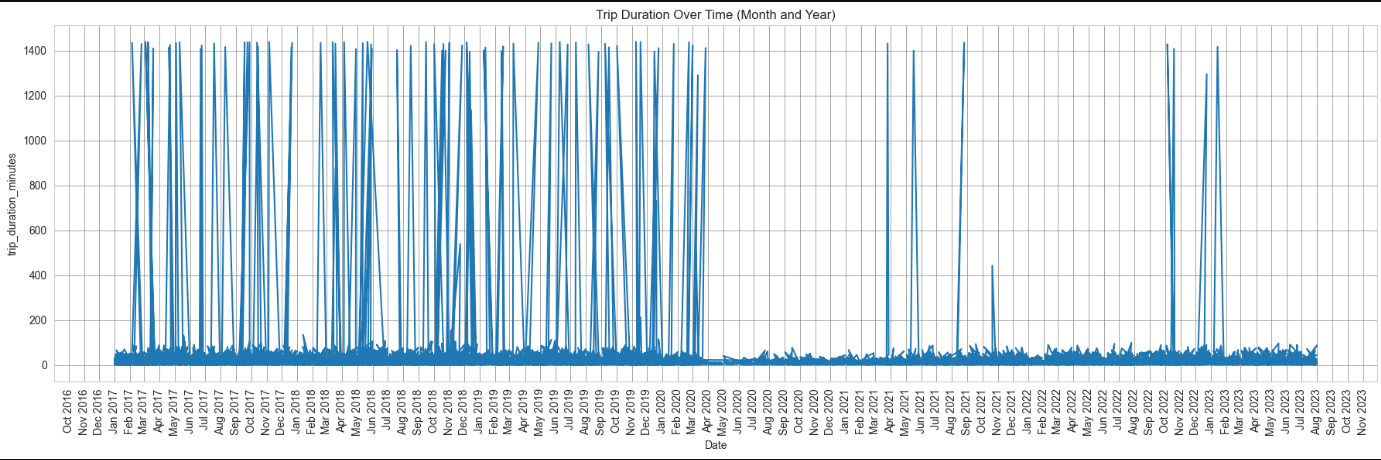 Trip Duration Over Time (Month and Year)
trip_duration_minutes
1400
1200
1000
800
600
400
200
0
Oct 2016
Nov 2016
Dec 2016
Jan 2017
Feb 2017
Mar 2017
Apr 2017
May 2017
Jun 2017
Jul 2017
Aug 2017
Sep 2017
Oct 2017
Nov 2017
Dec 2017
Jan 2018
Feb 2018
Mar 2018
Apr 2018
May 2018
Jun 2018
Jul 2018
Aug 2018
Sep 2018
Oct 2018
Nov 2018
Dec 2018
Jan 2019
Feb 2019
Mar 2019
Apr 2019
May 2019
Jun 2019
Jul 2019
Aug 2019
Sep 2019
Oct 2019
Nov 2019
Dec 2019
Jan 2020
Feb 2020
Mar 2020
Apr 2020
May 2020
Jun 2020
Jul 2020
Aug 2020
Sep 2020
Oct 2020
Nov 2020
Dec 2020
Jan 2021
Feb 2021
Mar 2021
Apr 2021
May 2021
Jun 2021
Jul 2021
Aug 2021
Sep 2021
Oct 2021
Nov 2021
Dec 2021
Jan 2022
Feb 2022
Mar 2022
Apr 2022
May 2022
Jun 2022
Jul 2022
Aug 2022
Sep 2022
Oct 2022
Nov 2022
Dec 2022
Jan 2023
Feb 2023
Mar 2023
Apr 2023
May 2023
Jun 2023
Jul 2023
Aug 2023
Sep 2023
Oct 2023
Nov 2023
Date